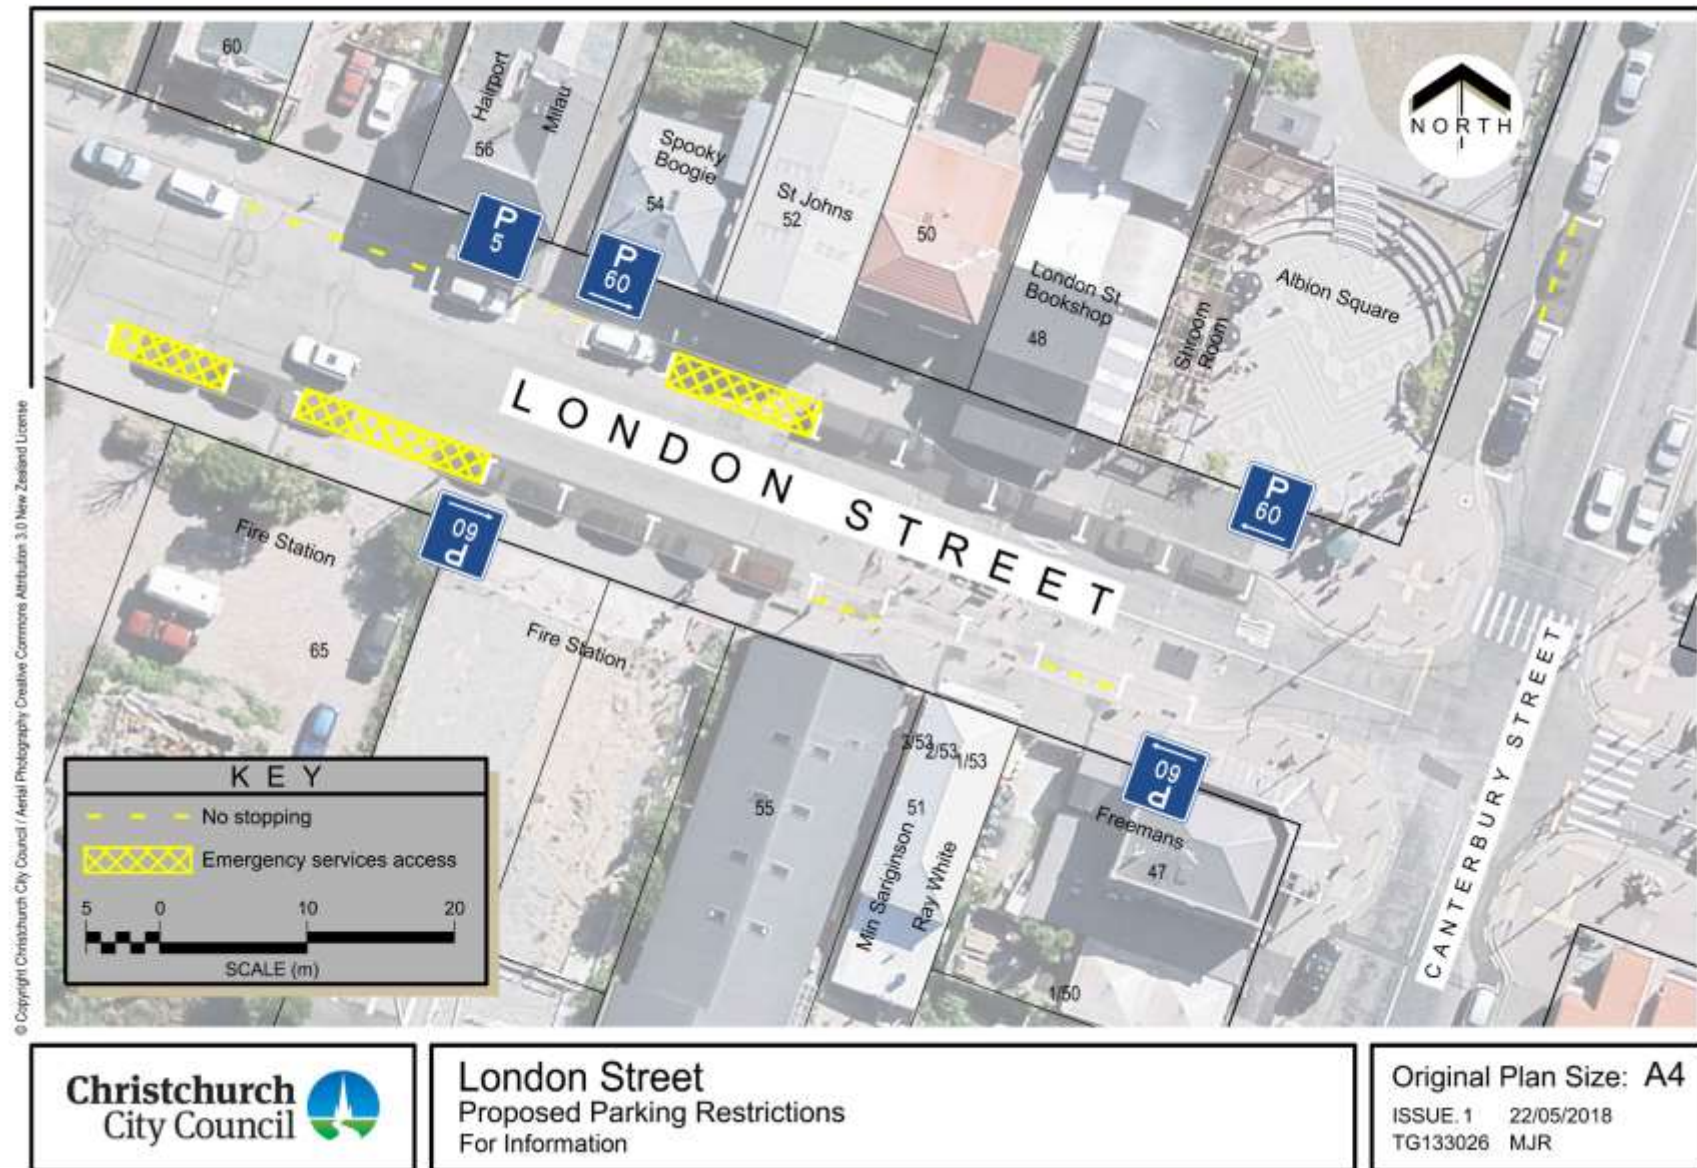 60
Hairport
Milau
56
Spooky
Boogie
54
St Johns
52
50
London St
Bookshop
48
Shroom
Room
Albion Square
NORTH
P
5
P
60
P
60
LONDON STREET
CANTERBURY STREET
Fire Station
65
P
60
Fire Station
55
3/53
2/53
1/53
51
Min Sariginson
Ray White
P
60
Freemans
47
1/50
KEY
No stopping
Emergency services access
5 0 10 20
SCALE (m)
© Copyright Christchurch City Council / Aerial Photography Creative Commons Attribution 3.0 New Zealand License
Christchurch
City Council
London Street
Proposed Parking Restrictions
For Information
Original Plan Size: A4
ISSUE. 1 22/05/2018
TG133026 MJR